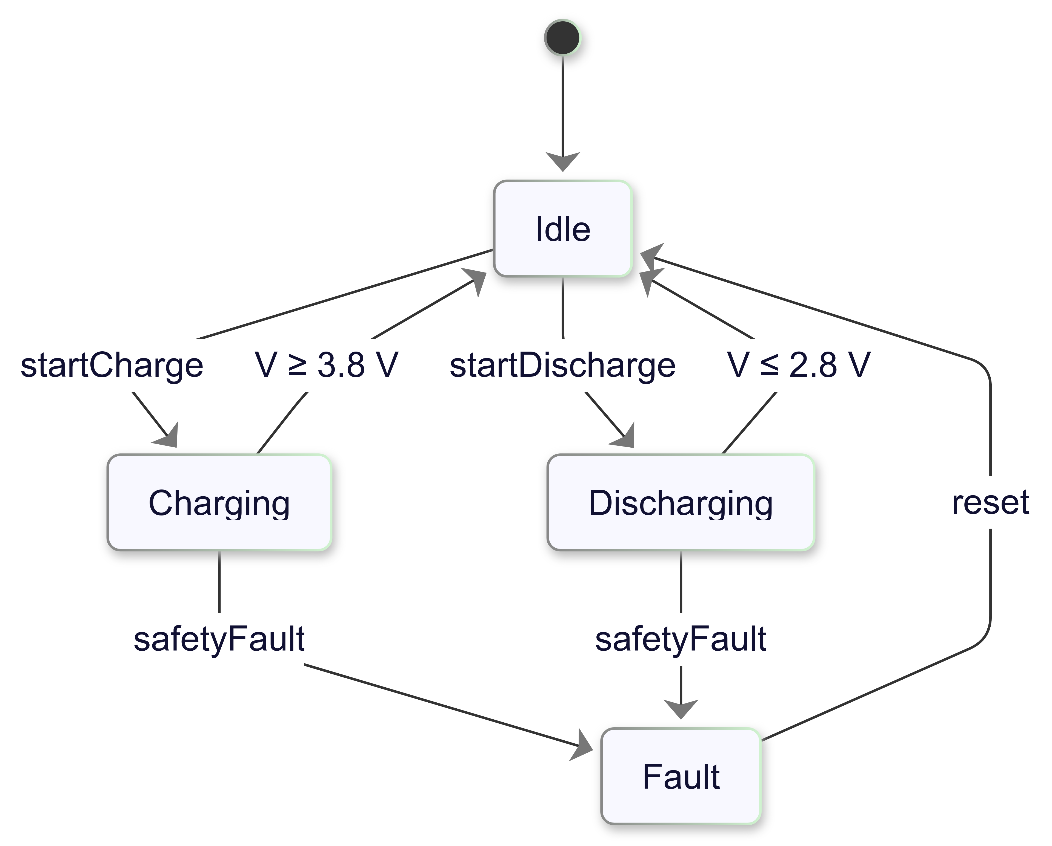 Idle
startCharge
V ≥ 3.8 V
startDischarge
V ≤ 2.8 V
Charging
Discharging
reset
safetyFault
safetyFault
Fault